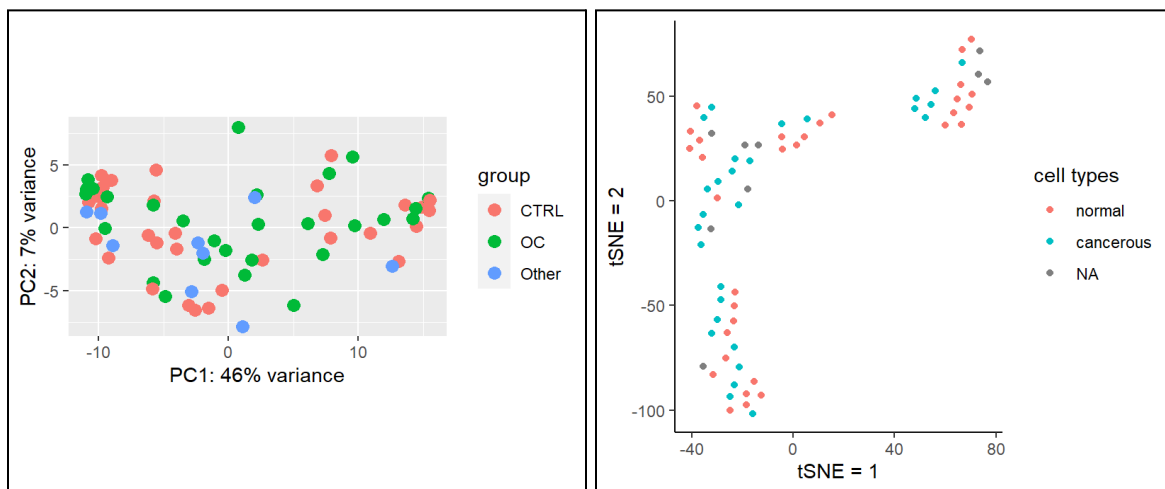 5
0
-5
PC2: 7% variance
-10
0
10
PC1: 46% variance
group
CTRL
OC
Other
50
0
-50
-100
tSNE = 2
-40
0
40
80
tSNE = 1
cell types
normal
cancerous
NA